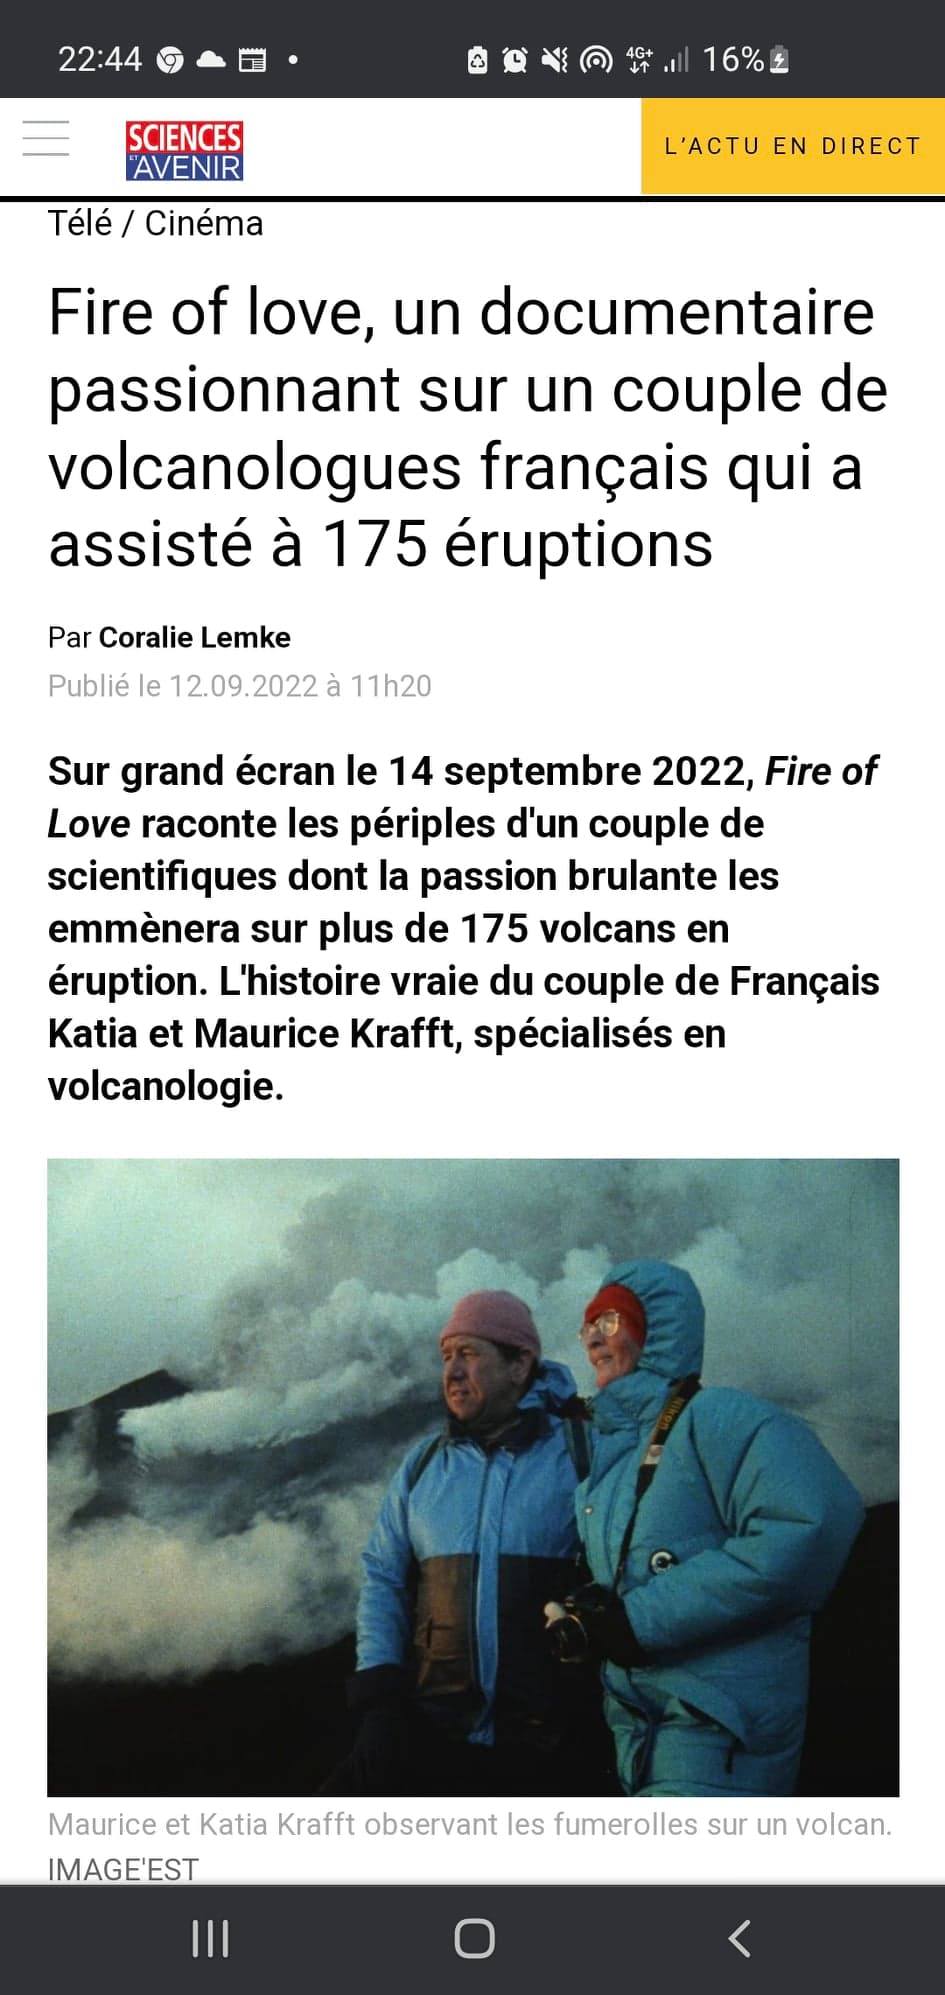 22:44
4G+
16%
SCIENCES
ET AVENIR
L'ACTU EN DIRECT
Télé / Cinéma
Fire of love, un documentaire
passionnant sur un couple de
volcanologues français qui a
assisté à 175 éruptions
Par Coralie Lemke
Publié le 12.09.2022 à 11h20
Sur grand écran le 14 septembre 2022, Fire of
Love raconte les périples d'un couple de
scientifiques dont la passion brulante les
emmènera sur plus de 175 volcans en
éruption. L'histoire vraie du couple de Français
Katia et Maurice Krafft, spécialisés en
volcanologie.
NIKON
Maurice et Katia Krafft observant les fumerolles sur un volcan.
IMAGE'EST